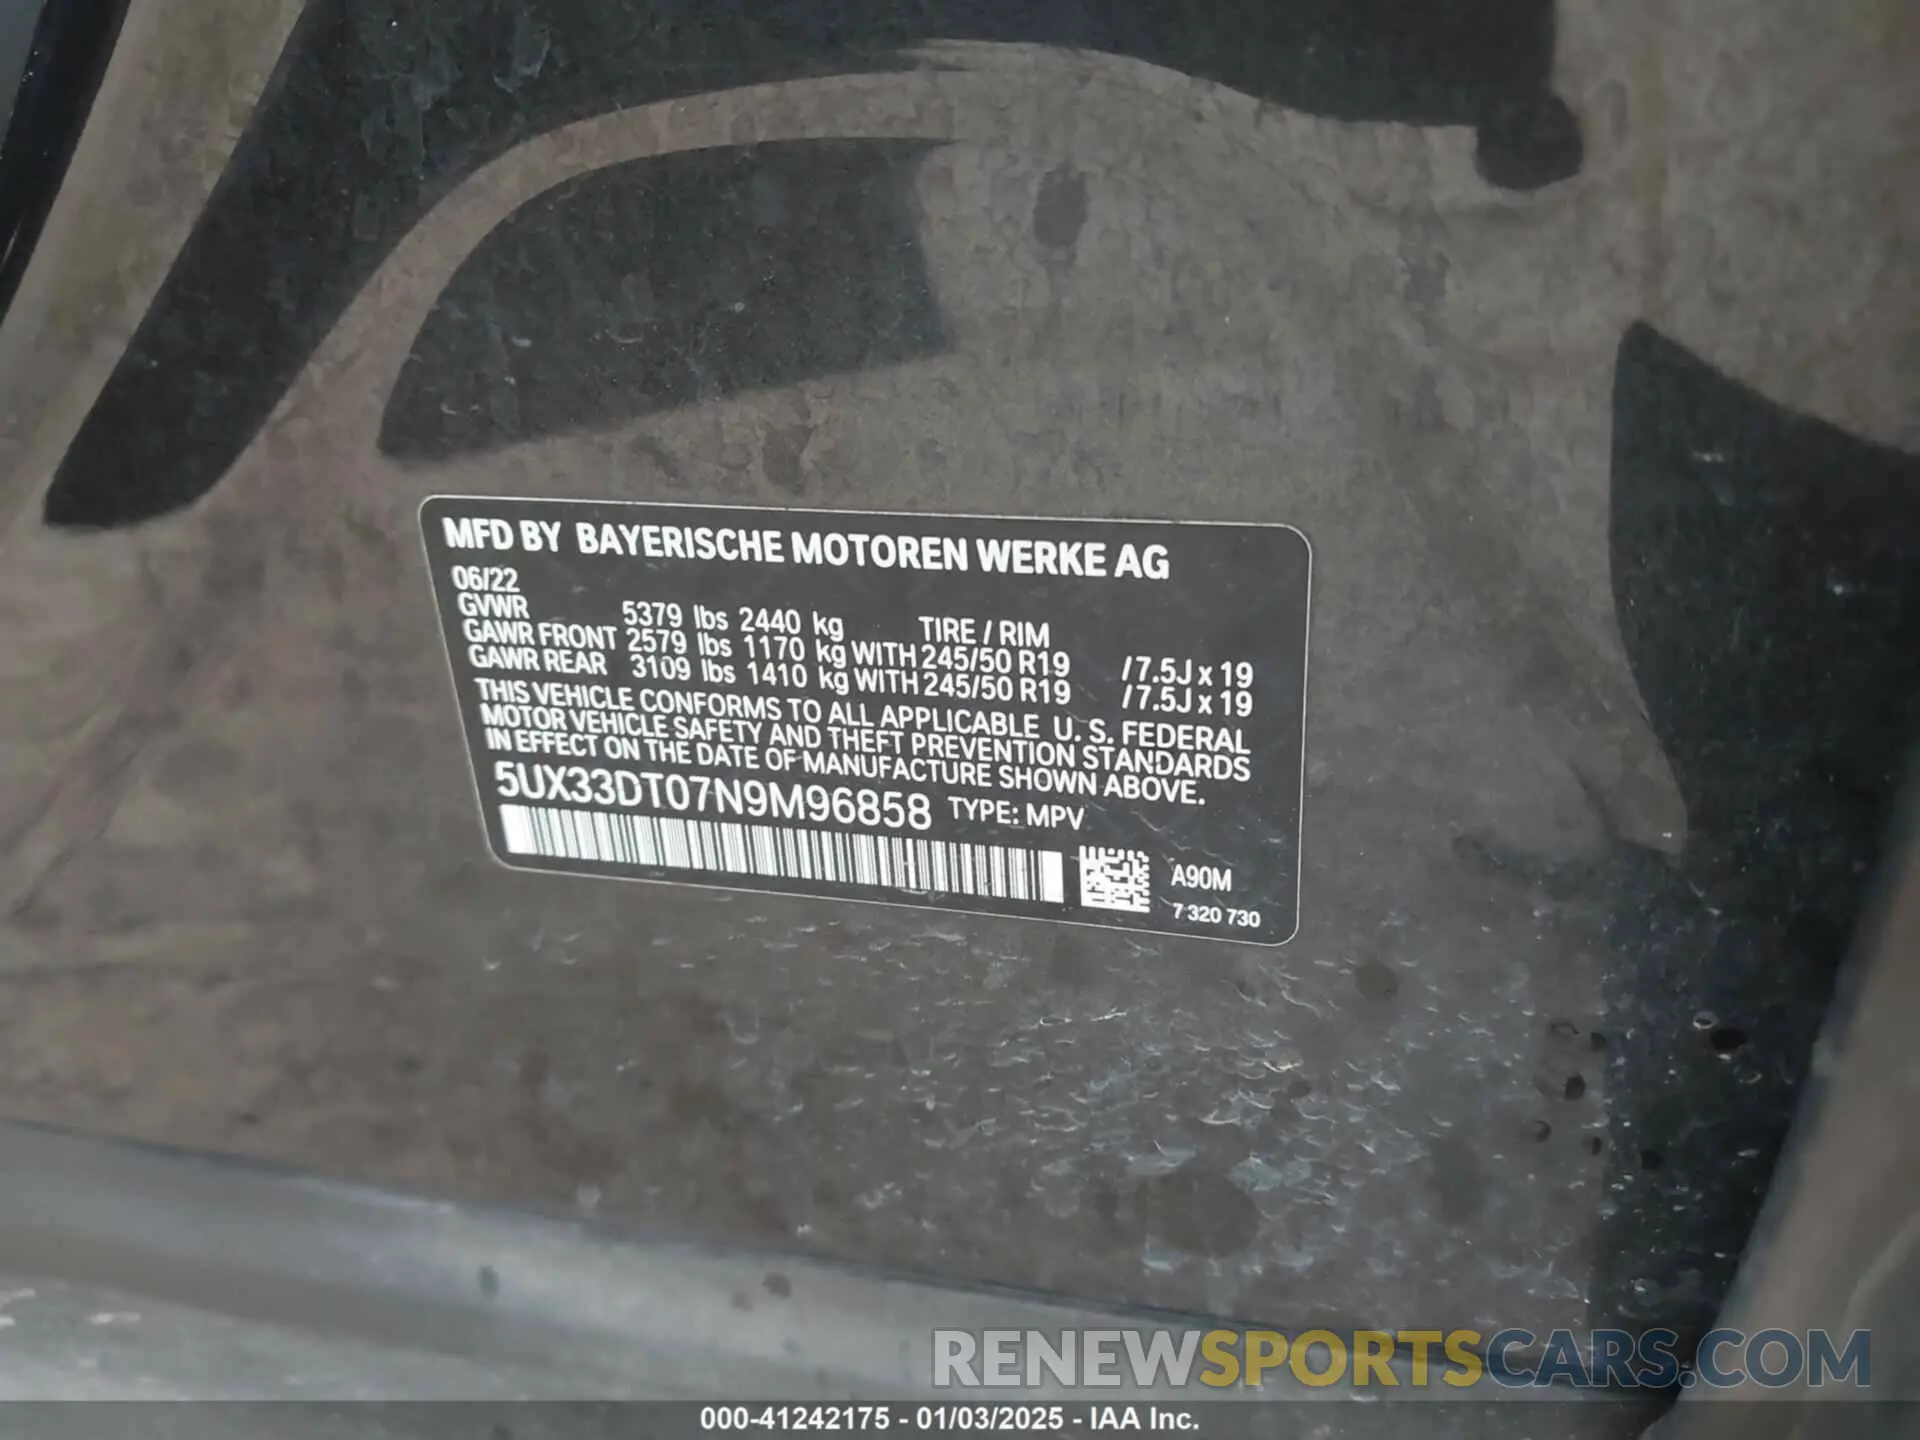 MFD BY BAYERISCHE MOTOREN WERKE AG
06/22
GVWR 5379 lbs 2440 kg TIRE / RIM
GAWR FRONT 2579 lbs 1170 kg WITH 245/50 R19 /7.5J x 19
GAWR REAR 3109 lbs 1410 kg WITH 245/50 R19 /7.5J x 19
THIS VEHICLE CONFORMS TO ALL APPLICABLE U. S. FEDERAL
MOTOR VEHICLE SAFETY AND THEFT PREVENTION STANDARDS
IN EFFECT ON THE DATE OF MANUFACTURE SHOWN ABOVE.
5UX33DT07N9M96858 TYPE: MPV
A90M
7 320 730
RENEWSPORTSCARS.COM
000-41242175 - 01/03/2025 - IAA Inc.